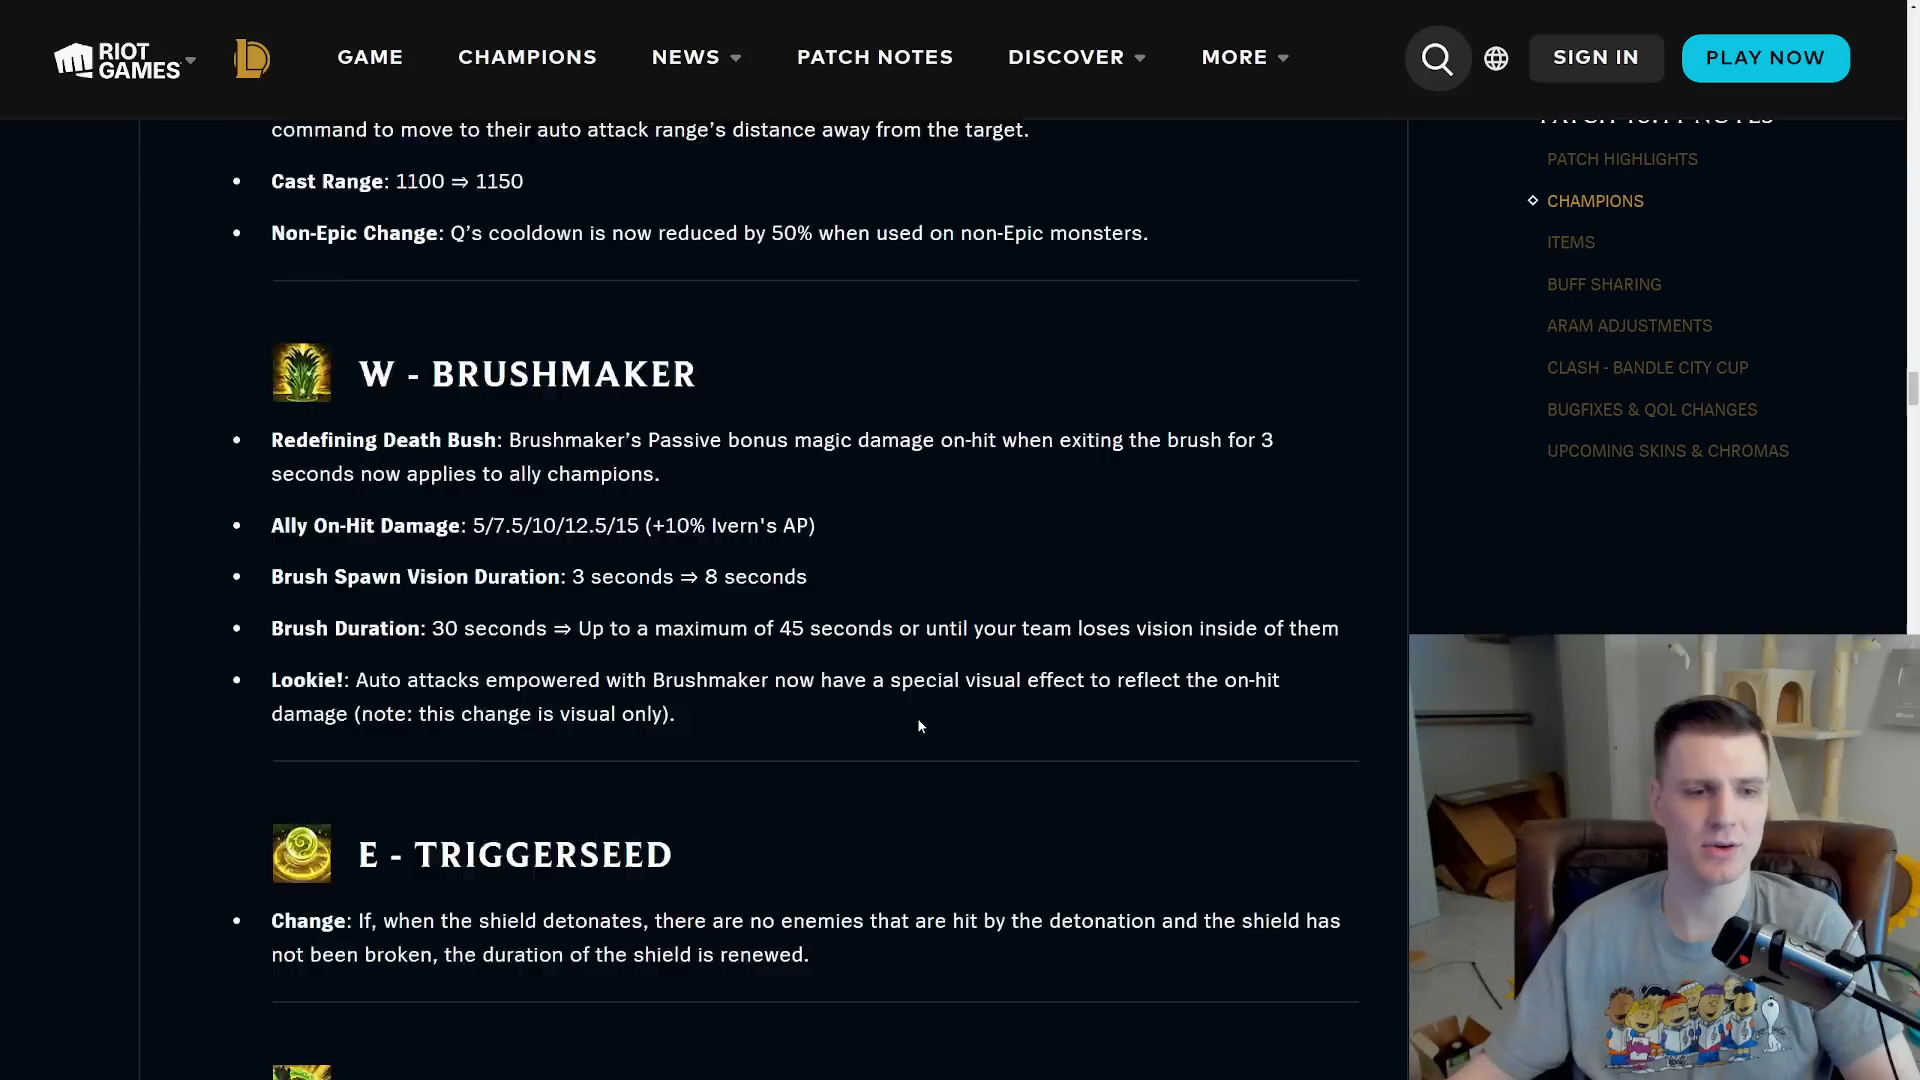 RIOT GAMES
GAME
CHAMPIONS
NEWS
PATCH NOTES
DISCOVER
MORE
SIGN IN
PLAY NOW
command to move to their auto attack range's distance away from the target.
• Cast Range: 1100 ⇒ 1150
• Non-Epic Change: Q's cooldown is now reduced by 50% when used on non-Epic monsters.
W - BRUSHMAKER
• Redefining Death Bush: Brushmaker's Passive bonus magic damage on-hit when exiting the brush for 3
seconds now applies to ally champions.
• Ally On-Hit Damage: 5/7.5/10/12.5/15 (+10% Ivern's AP)
• Brush Spawn Vision Duration: 3 seconds ⇒ 8 seconds
• Brush Duration: 30 seconds ⇒ Up to a maximum of 45 seconds or until your team loses vision inside of them
• Lookie!: Auto attacks empowered with Brushmaker now have a special visual effect to reflect the on-hit
damage (note: this change is visual only).
E - TRIGGERSEED
• Change: If, when the shield detonates, there are no enemies that are hit by the detonation and the shield has
not been broken, the duration of the shield is renewed.
PATCH HIGHLIGHTS
CHAMPIONS
ITEMS
BUFF SHARING
ARAM ADJUSTMENTS
CLASH - BANDLE CITY CUP
BUGFIXES & QOL CHANGES
UPCOMING SKINS & CHROMAS